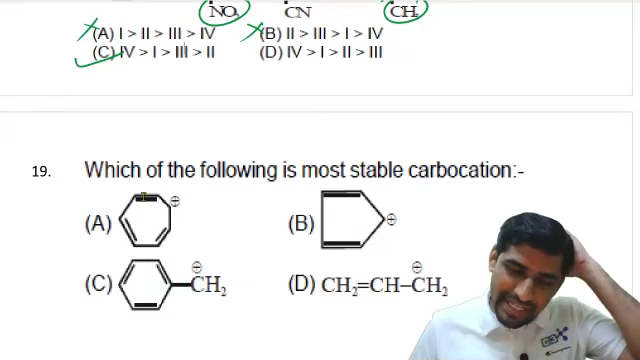 NO₂ CN CH₃
(A) I > II > III > IV (B) II > III > I > IV
(C) IV > I > III > II (D) IV > I > II > III
19. Which of the following is most stable carbocation:-
(A) ⊕ (B) ⊕
(C) ⊕CH₂ (D) CH₂=CH–⊕CH₂